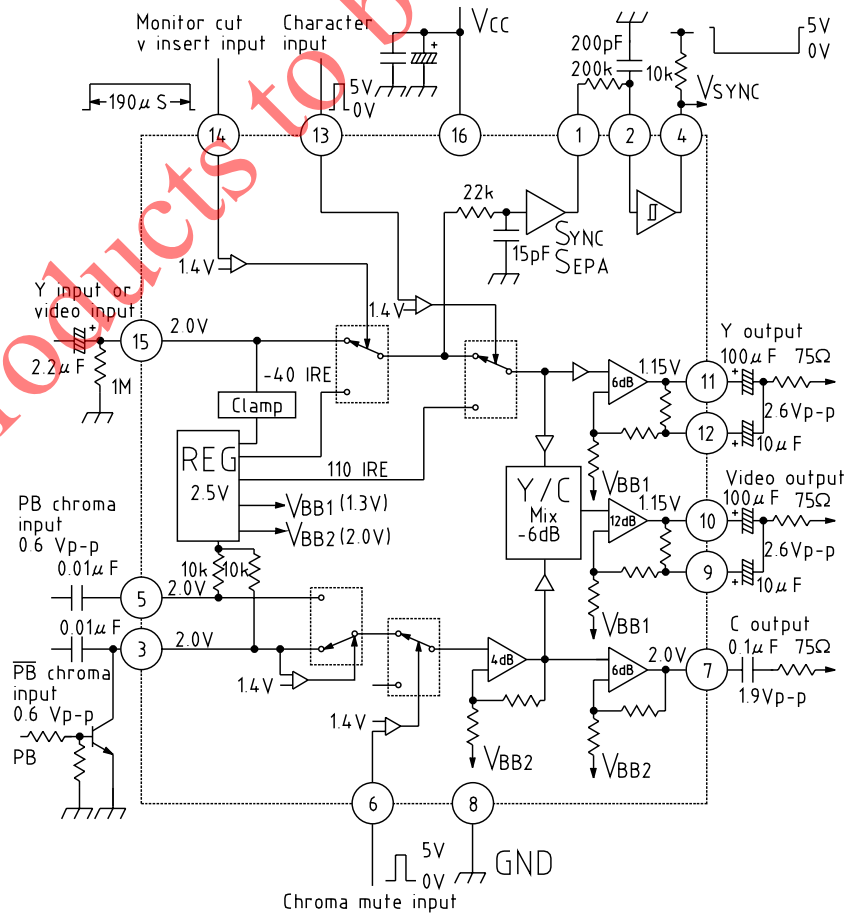 Monitor cut
v insert input
Character
input
VCC
200pF
200k
10k
5V
0V
VSYNC
190μS
5V
0V
14
13
16
1
2
4
22k
15pF
SYNC
SEPA
1.4V
1.4V
Y input or
video input
+
2.2μF
1M
15
2.0V
-40 IRE
Clamp
REG
2.5V
110 IRE
VBB1 (1.3V)
VBB2 (2.0V)
6dB
1.15V
11
12
Y output
100μF
75Ω
2.6Vp-p
10μF
VBB1
Y/C
Mix
-6dB
12dB
1.15V
10
9
Video output
100μF
75Ω
2.6Vp-p
10μF
VBB1
PB chroma
input
0.6 Vp-p
0.01μF
5
2.0V
10k
10k
0.01μF
3
2.0V
PB chroma
input
0.6 Vp-p
PB
1.4V
1.4V
4dB
VBB2
6dB
2.0V
7
C output
0.1μF
75Ω
1.9Vp-p
VBB2
6
8
5V
0V
GND
Chroma mute input
roducts to b